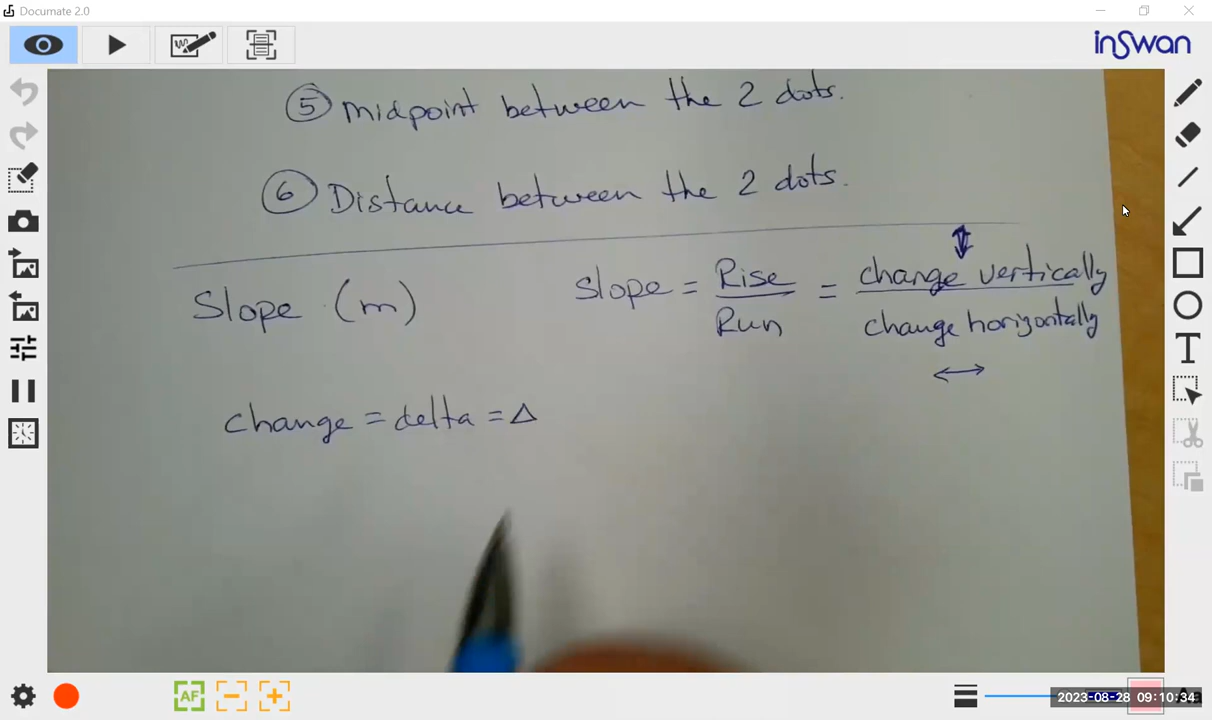 Documate 2.0
inswan
⑤ Midpoint between the 2 dots.
⑥ Distance between the 2 dots.
Slope (m)
Slope = Rise / Run = change vertically / change horizontally
change = delta = Δ
AF
T
2023-08-28 09:10:34